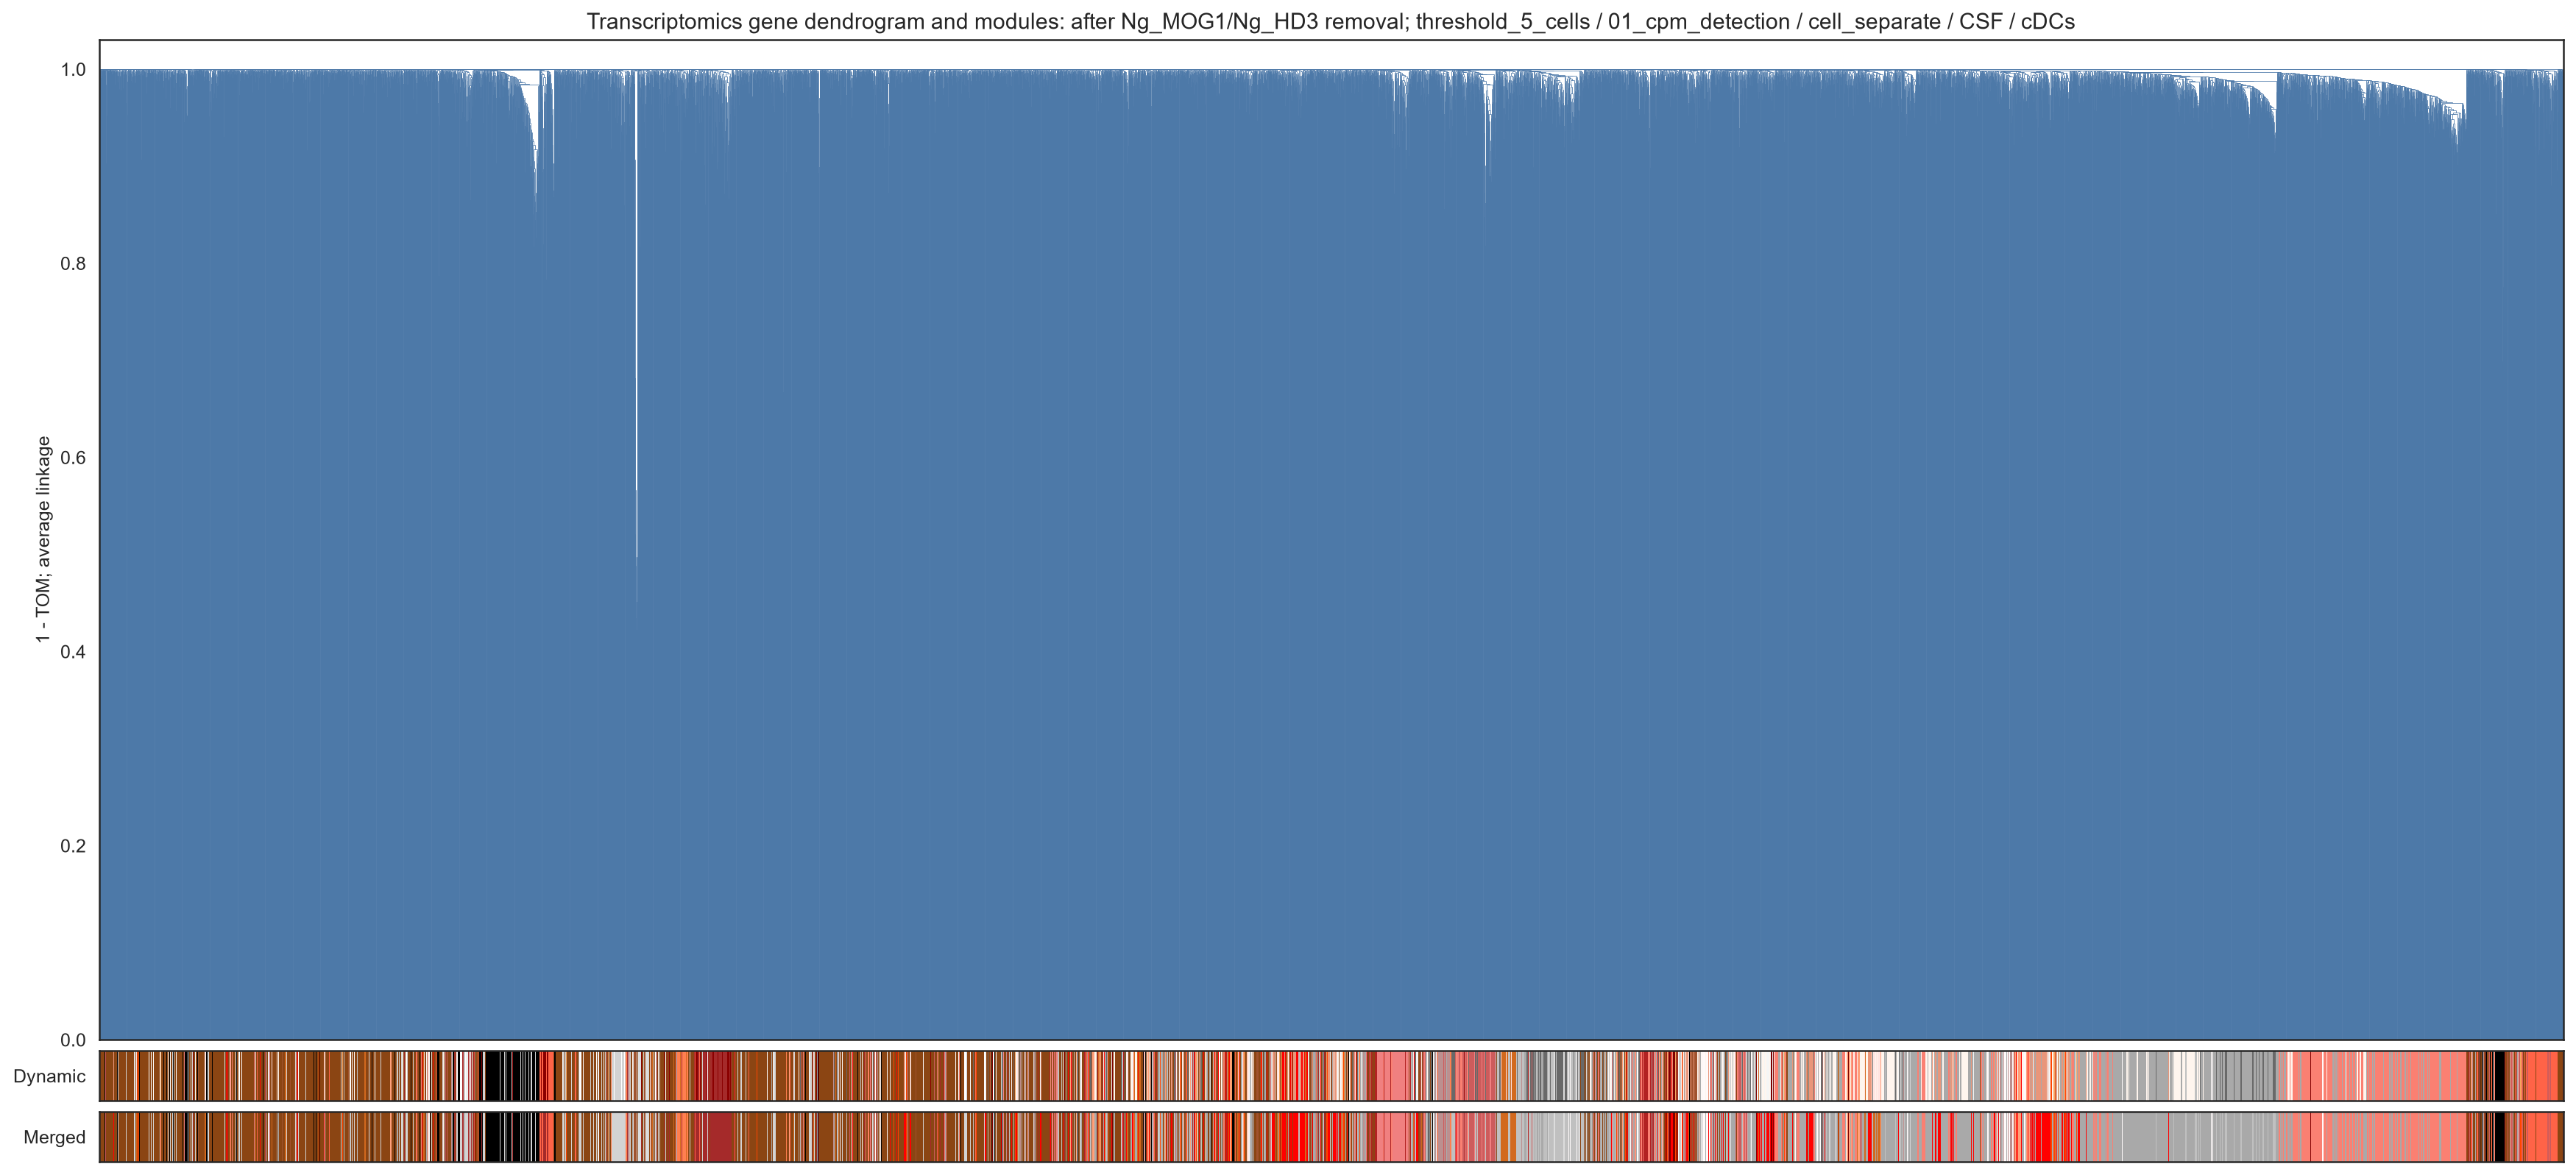 Transcriptomics gene dendrogram and modules: after Ng_MOG1/Ng_HD3 removal; threshold_5_cells / 01_cpm_detection / cell_separate / CSF / cDCs
1.0
0.8
0.6
0.4
0.2
0.0
1 - TOM; average linkage
Dynamic
Merged